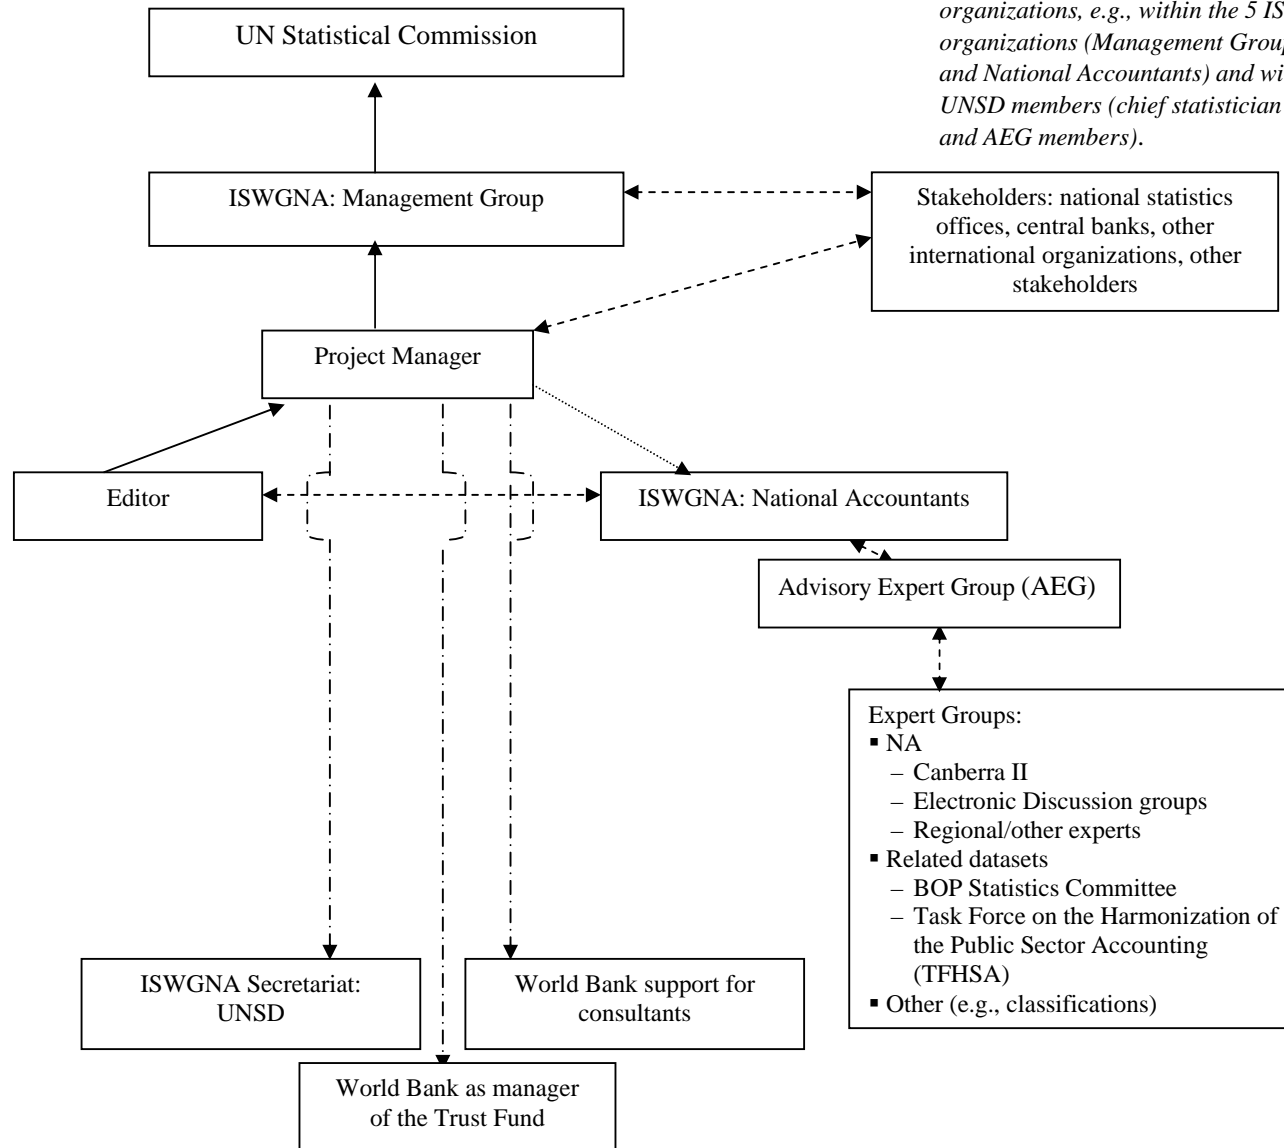 organizations, e.g., within the 5 IS
organizations (Management Group
and National Accountants) and wi
UNSD members (chief statistician
and AEG members).
UN Statistical Commission
ISWGNA: Management Group
Stakeholders: national statistics
offices, central banks, other
international organizations, other
stakeholders
Project Manager
Editor
ISWGNA: National Accountants
Advisory Expert Group (AEG)
Expert Groups:
▪ NA
– Canberra II
– Electronic Discussion groups
– Regional/other experts
▪ Related datasets
– BOP Statistics Committee
– Task Force on the Harmonization of
the Public Sector Accounting
(TFHSA)
▪ Other (e.g., classifications)
ISWGNA Secretariat:
UNSD
World Bank support for
consultants
World Bank as manager
of the Trust Fund